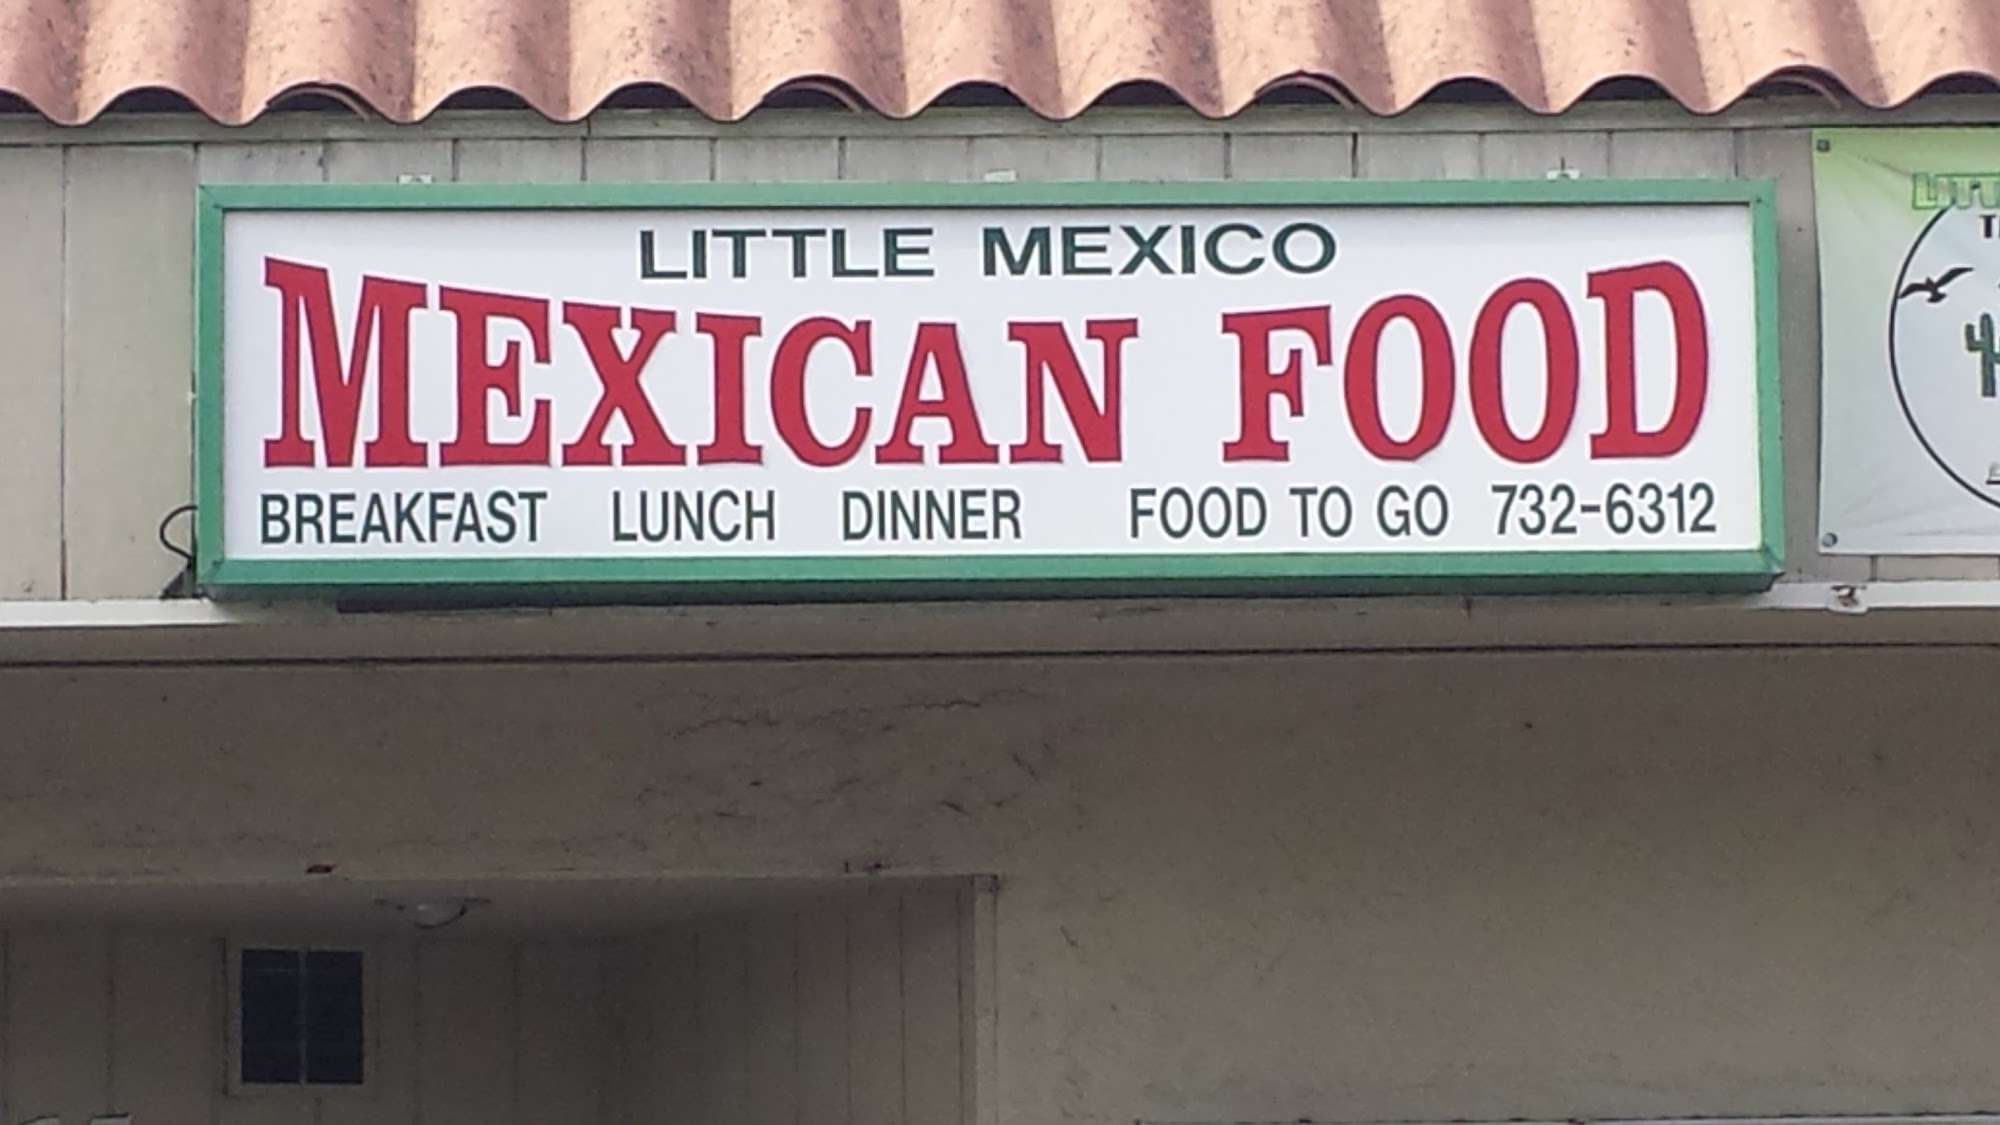 LITTLE MEXICO
MEXICAN FOOD
BREAKFAST LUNCH DINNER FOOD TO GO 732-6312